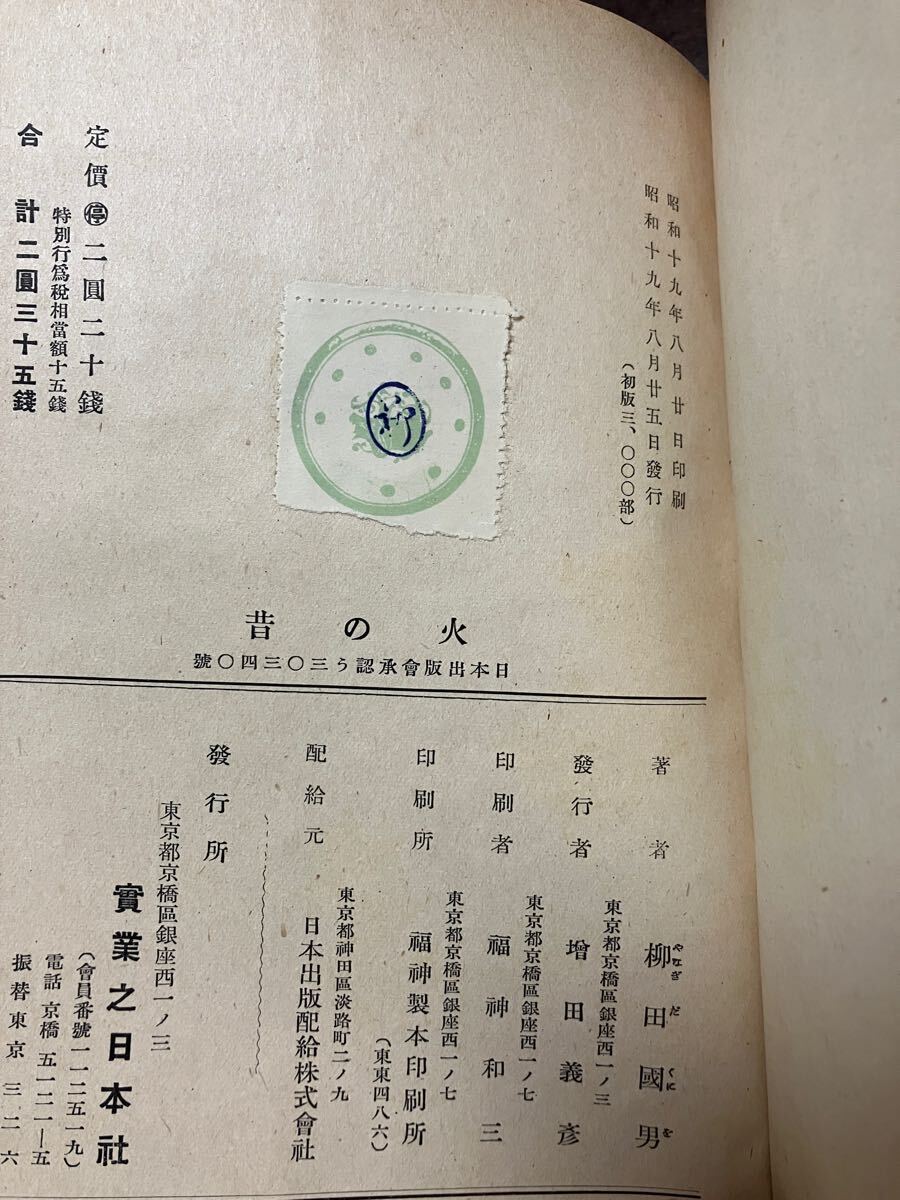 昭和十九年八月廿日印刷
昭和十九年八月廿五日發行
(初版三、〇〇〇部)
定價㊡二圓二十錢
特別行爲稅相當額十五錢
合計二圓三十五錢
火の昔
日本出版會承認う三〇三四〇號
著者 柳田國男
やなぎだくにを
東京都京橋區銀座西一ノ三
發行者 增田義彥
東京都京橋區銀座西一ノ七
印刷者 福神和三
東京都京橋區銀座西一ノ七
印刷所 福神製本印刷所
(東東四八六)
東京都神田區淡路町二ノ九
配給元 日本出版配給株式會社
發行所
東京都京橋區銀座西一ノ三
實業之日本社
(會員番號一一二五一九)
電話京橋五一二一―五
振替東京三二六